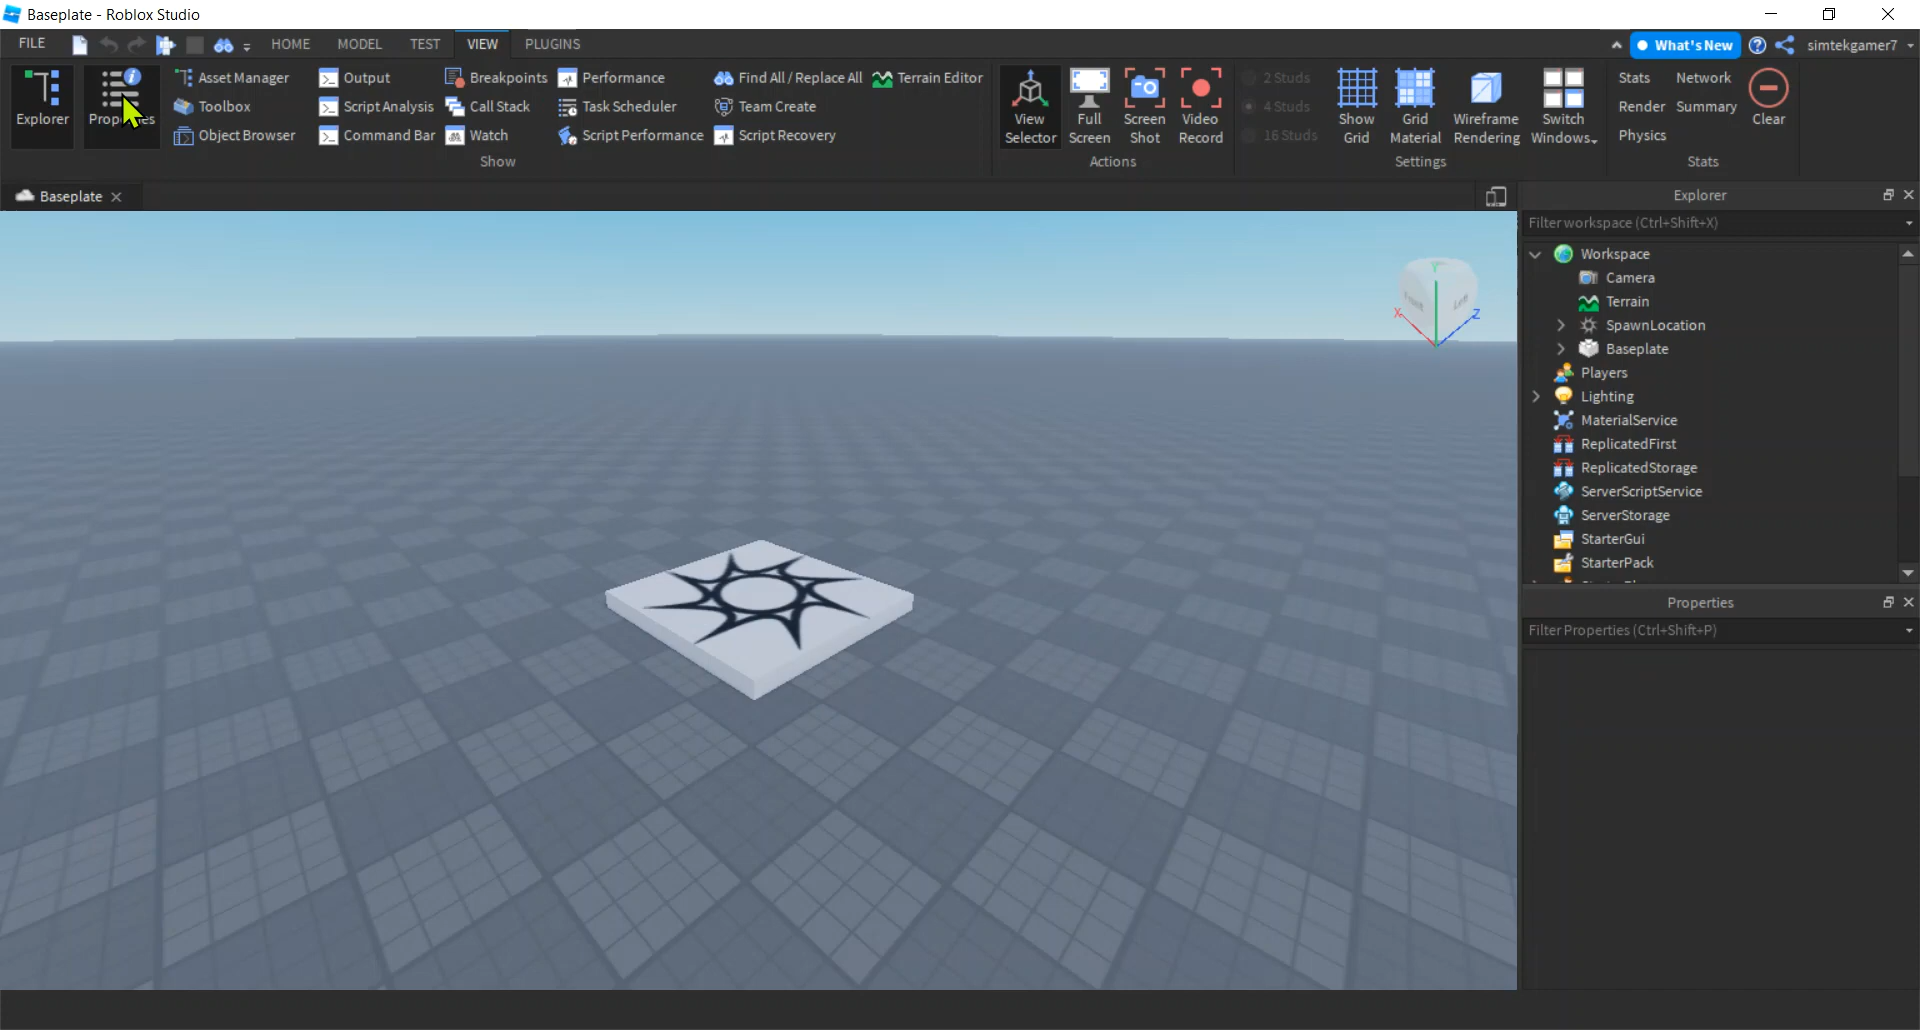 Baseplate - Roblox Studio
FILE HOME MODEL TEST VIEW PLUGINS What's New simtekgamer7
Explorer
Asset Manager
Toolbox
Object Browser
Output
Script Analysis
Command Bar
Breakpoints
Call Stack
Watch
Performance
Task Scheduler
Script Performance
Find All / Replace All
Team Create
Script Recovery
Terrain Editor
Show
View
Selector
Full
Screen
Screen
Shot
Video
Record
Actions
2 Studs
4 Studs
16 Studs
Show
Grid
Grid
Material
Wireframe
Rendering
Switch
Windows
Settings
Stats Network
Render Summary
Physics
Clear
Stats
Baseplate
Y
Front
Left
X
Z
Explorer
Filter workspace (Ctrl+Shift+X)
Workspace
Camera
Terrain
SpawnLocation
Baseplate
Players
Lighting
MaterialService
ReplicatedFirst
ReplicatedStorage
ServerScriptService
ServerStorage
StarterGui
StarterPack
Properties
Filter Properties (Ctrl+Shift+P)